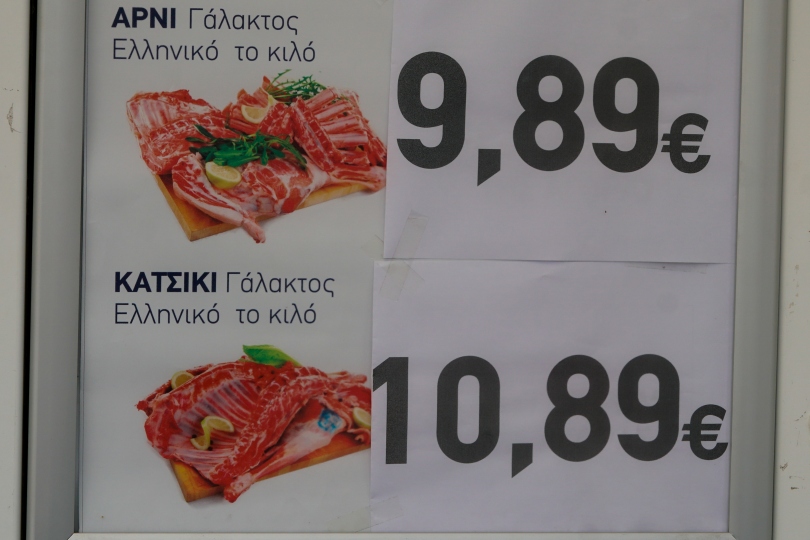 ΑΡΝΙ Γάλακτος
Ελληνικό το κιλό
9,89€
ΚΑΤΣΙΚΙ Γάλακτος
Ελληνικό το κιλό
10,89€